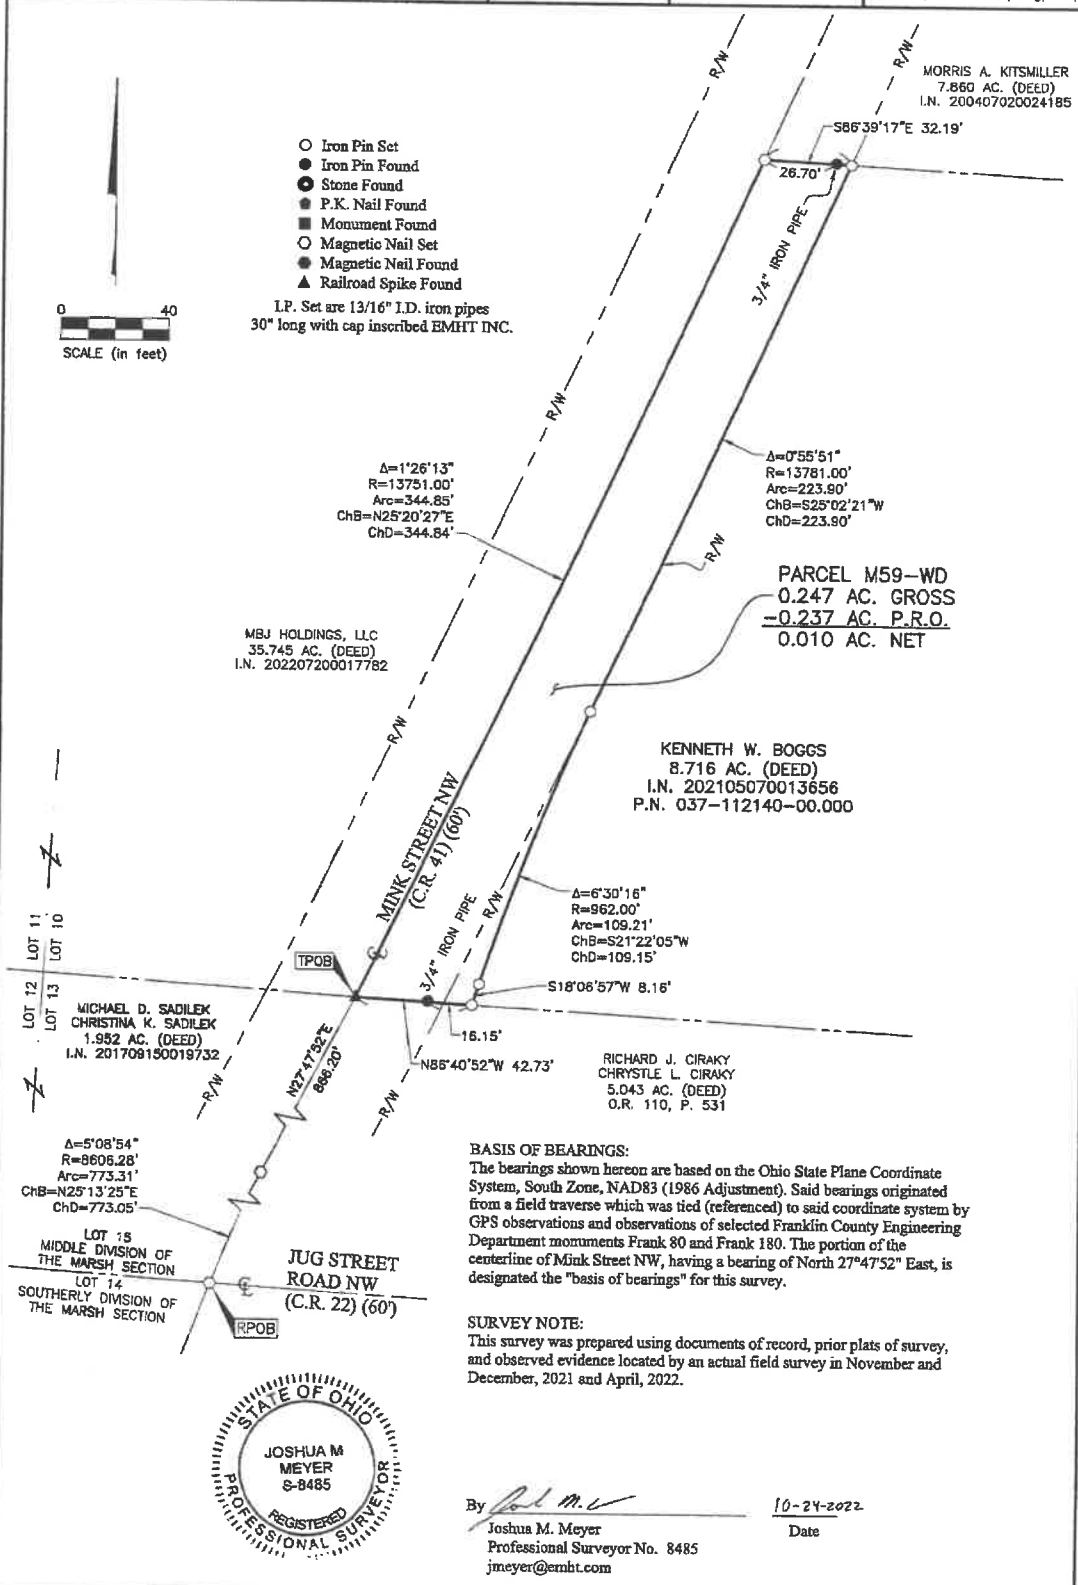 MORRIS A. KITSMILLER
7.860 AC. (DEED)
I.N. 200407020024185
R/W
R/W
S86°39'17"E 32.19'
26.70'
3/4" IRON PIPE
Iron Pin Set
Iron Pin Found
Stone Found
P.K. Nail Found
Monument Found
Magnetic Nail Set
Magnetic Nail Found
Railroad Spike Found
I.P. Set are 13/16" I.D. iron pipes
30" long with cap inscribed EMHT INC.
0 40
SCALE (in feet)
R/W
Δ=1°26'13"
R=13751.00'
Arc=344.85'
ChB=N25°20'27"E
ChD=344.84'
Δ=0°55'51"
R=13781.00'
Arc=223.90'
ChB=S25°02'21"W
ChD=223.90'
R/W
PARCEL M59-WD
0.247 AC. GROSS
-0.237 AC. P.R.O.
0.010 AC. NET
MBJ HOLDINGS, LLC
35.745 AC. (DEED)
I.N. 202207200017782
R/W
KENNETH W. BOGGS
8.716 AC. (DEED)
I.N. 202105070013656
P.N. 037-112140-00.000
MINK STREET NW
(C.R. 41) (60')
Δ=6°30'16"
R=962.00'
Arc=109.21'
ChB=S21°22'05"W
ChD=109.15'
R/W
3/4" IRON PIPE
LOT 11
LOT 10
LOT 12
LOT 13
TPOB
S18°06'57"W 8.16'
16.15'
N86°40'52"W 42.73'
MICHAEL D. SADILEK
CHRISTINA K. SADILEK
1.952 AC. (DEED)
I.N. 201709150019732
R/W
N27°47'52"E
866.20'
R/W
RICHARD J. CIRAKY
CHRYSTLE L. CIRAKY
5.043 AC. (DEED)
O.R. 110, P. 531
Δ=5°08'54"
R=8606.28'
Arc=773.31'
ChB=N25°13'25"E
ChD=773.05'
LOT 15
MIDDLE DIVISION OF
THE MARSH SECTION
LOT 14
SOUTHERLY DIVISION OF
THE MARSH SECTION
JUG STREET
ROAD NW
(C.R. 22) (60')
RPOB
BASIS OF BEARINGS:
The bearings shown hereon are based on the Ohio State Plane Coordinate
System, South Zone, NAD83 (1986 Adjustment). Said bearings originated
from a field traverse which was tied (referenced) to said coordinate system by
GPS observations and observations of selected Franklin County Engineering
Department monuments Frank 80 and Frank 180. The portion of the
centerline of Mink Street NW, having a bearing of North 27°47'52" East, is
designated the "basis of bearings" for this survey.
SURVEY NOTE:
This survey was prepared using documents of record, prior plats of survey,
and observed evidence located by an actual field survey in November and
December, 2021 and April, 2022.
STATE OF OHIO
JOSHUA M
MEYER
S-8485
REGISTERED
PROFESSIONAL SURVEYOR
By
10-24-2022
Joshua M. Meyer
Date
Professional Surveyor No. 8485
jmeyer@emht.com